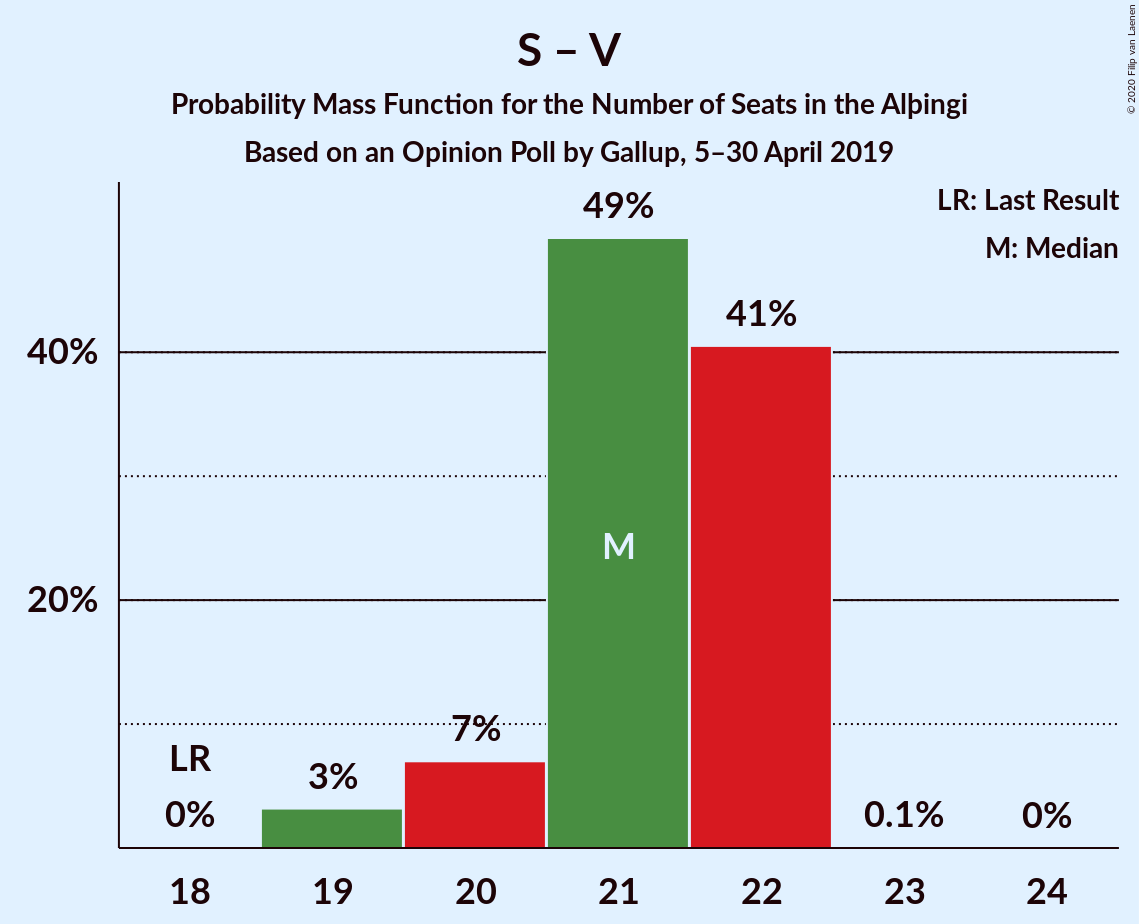 S – V
Probability Mass Function for the Number of Seats in the Alþingi
Based on an Opinion Poll by Gallup, 5–30 April 2019
© 2020 Filip van Laenen
LR: Last Result
M: Median
49%
41%
40%
M
20%
7%
LR
3%
0%
0.1%
0%
18 19 20 21 22 23 24